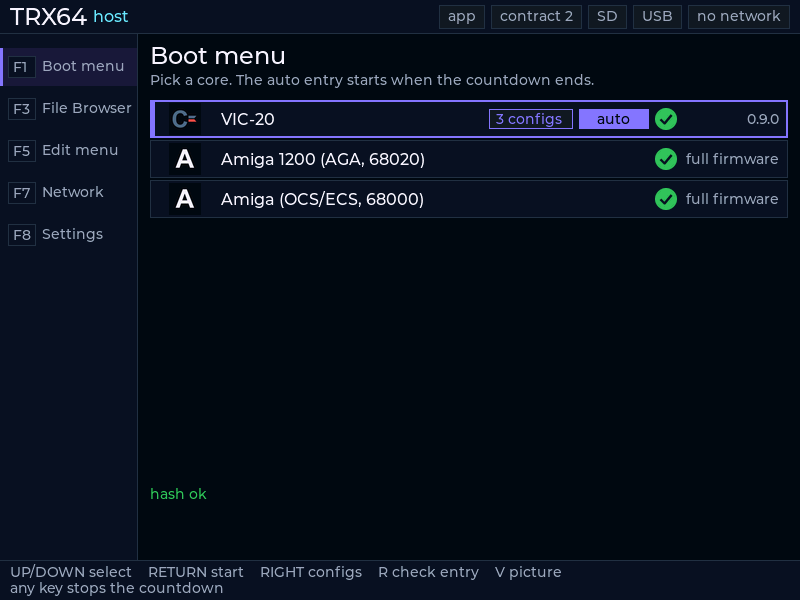 TRX64 host app contract 2 SD USB no network
F1 Boot menu
F3 File Browser
F5 Edit menu
F7 Network
F8 Settings
Boot menu
Pick a core. The auto entry starts when the countdown ends.
VIC-20 3 configs auto 0.9.0
A Amiga 1200 (AGA, 68020) full firmware
A Amiga (OCS/ECS, 68000) full firmware
hash ok
UP/DOWN select RETURN start RIGHT configs R check entry V picture
any key stops the countdown